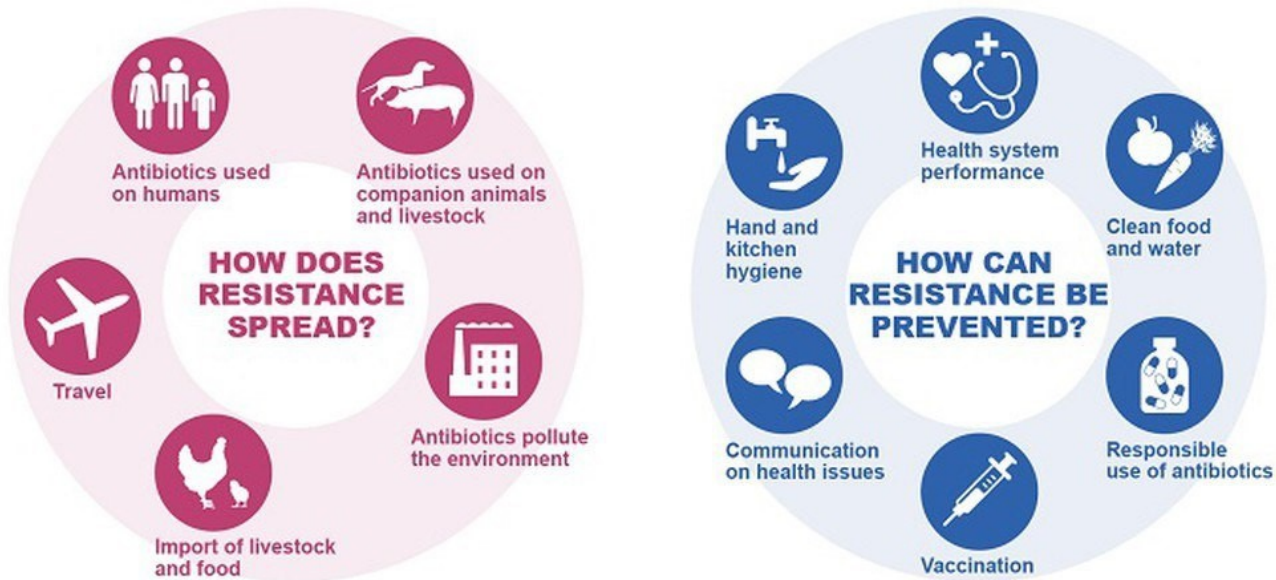 HOW DOES
RESISTANCE
SPREAD?
Antibiotics used
on humans
Antibiotics used on
companion animals
and livestock
Antibiotics pollute
the environment
Import of livestock
and food
Travel
HOW CAN
RESISTANCE BE
PREVENTED?
Health system
performance
Clean food
and water
Responsible
use of antibiotics
Vaccination
Communication
on health issues
Hand and
kitchen
hygiene